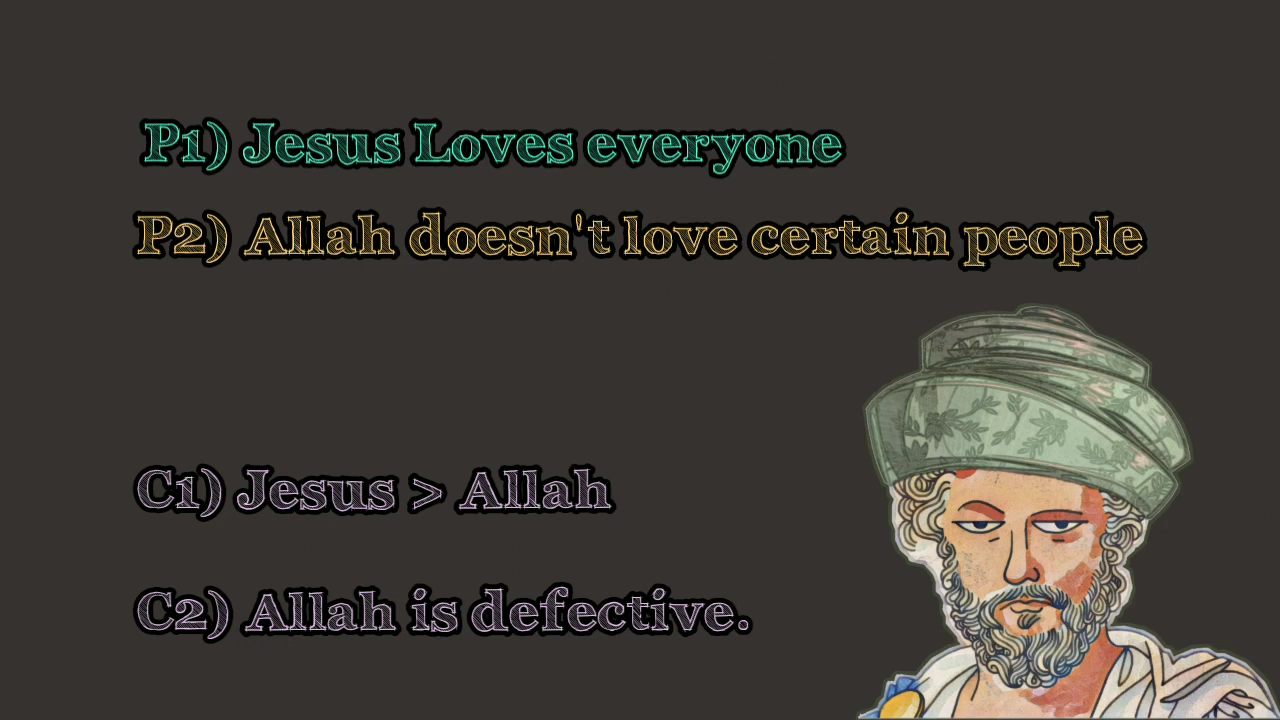 P1) Jesus Loves everyone
P2) Allah doesn't love certain people
C1) Jesus > Allah
C2) Allah is defective.